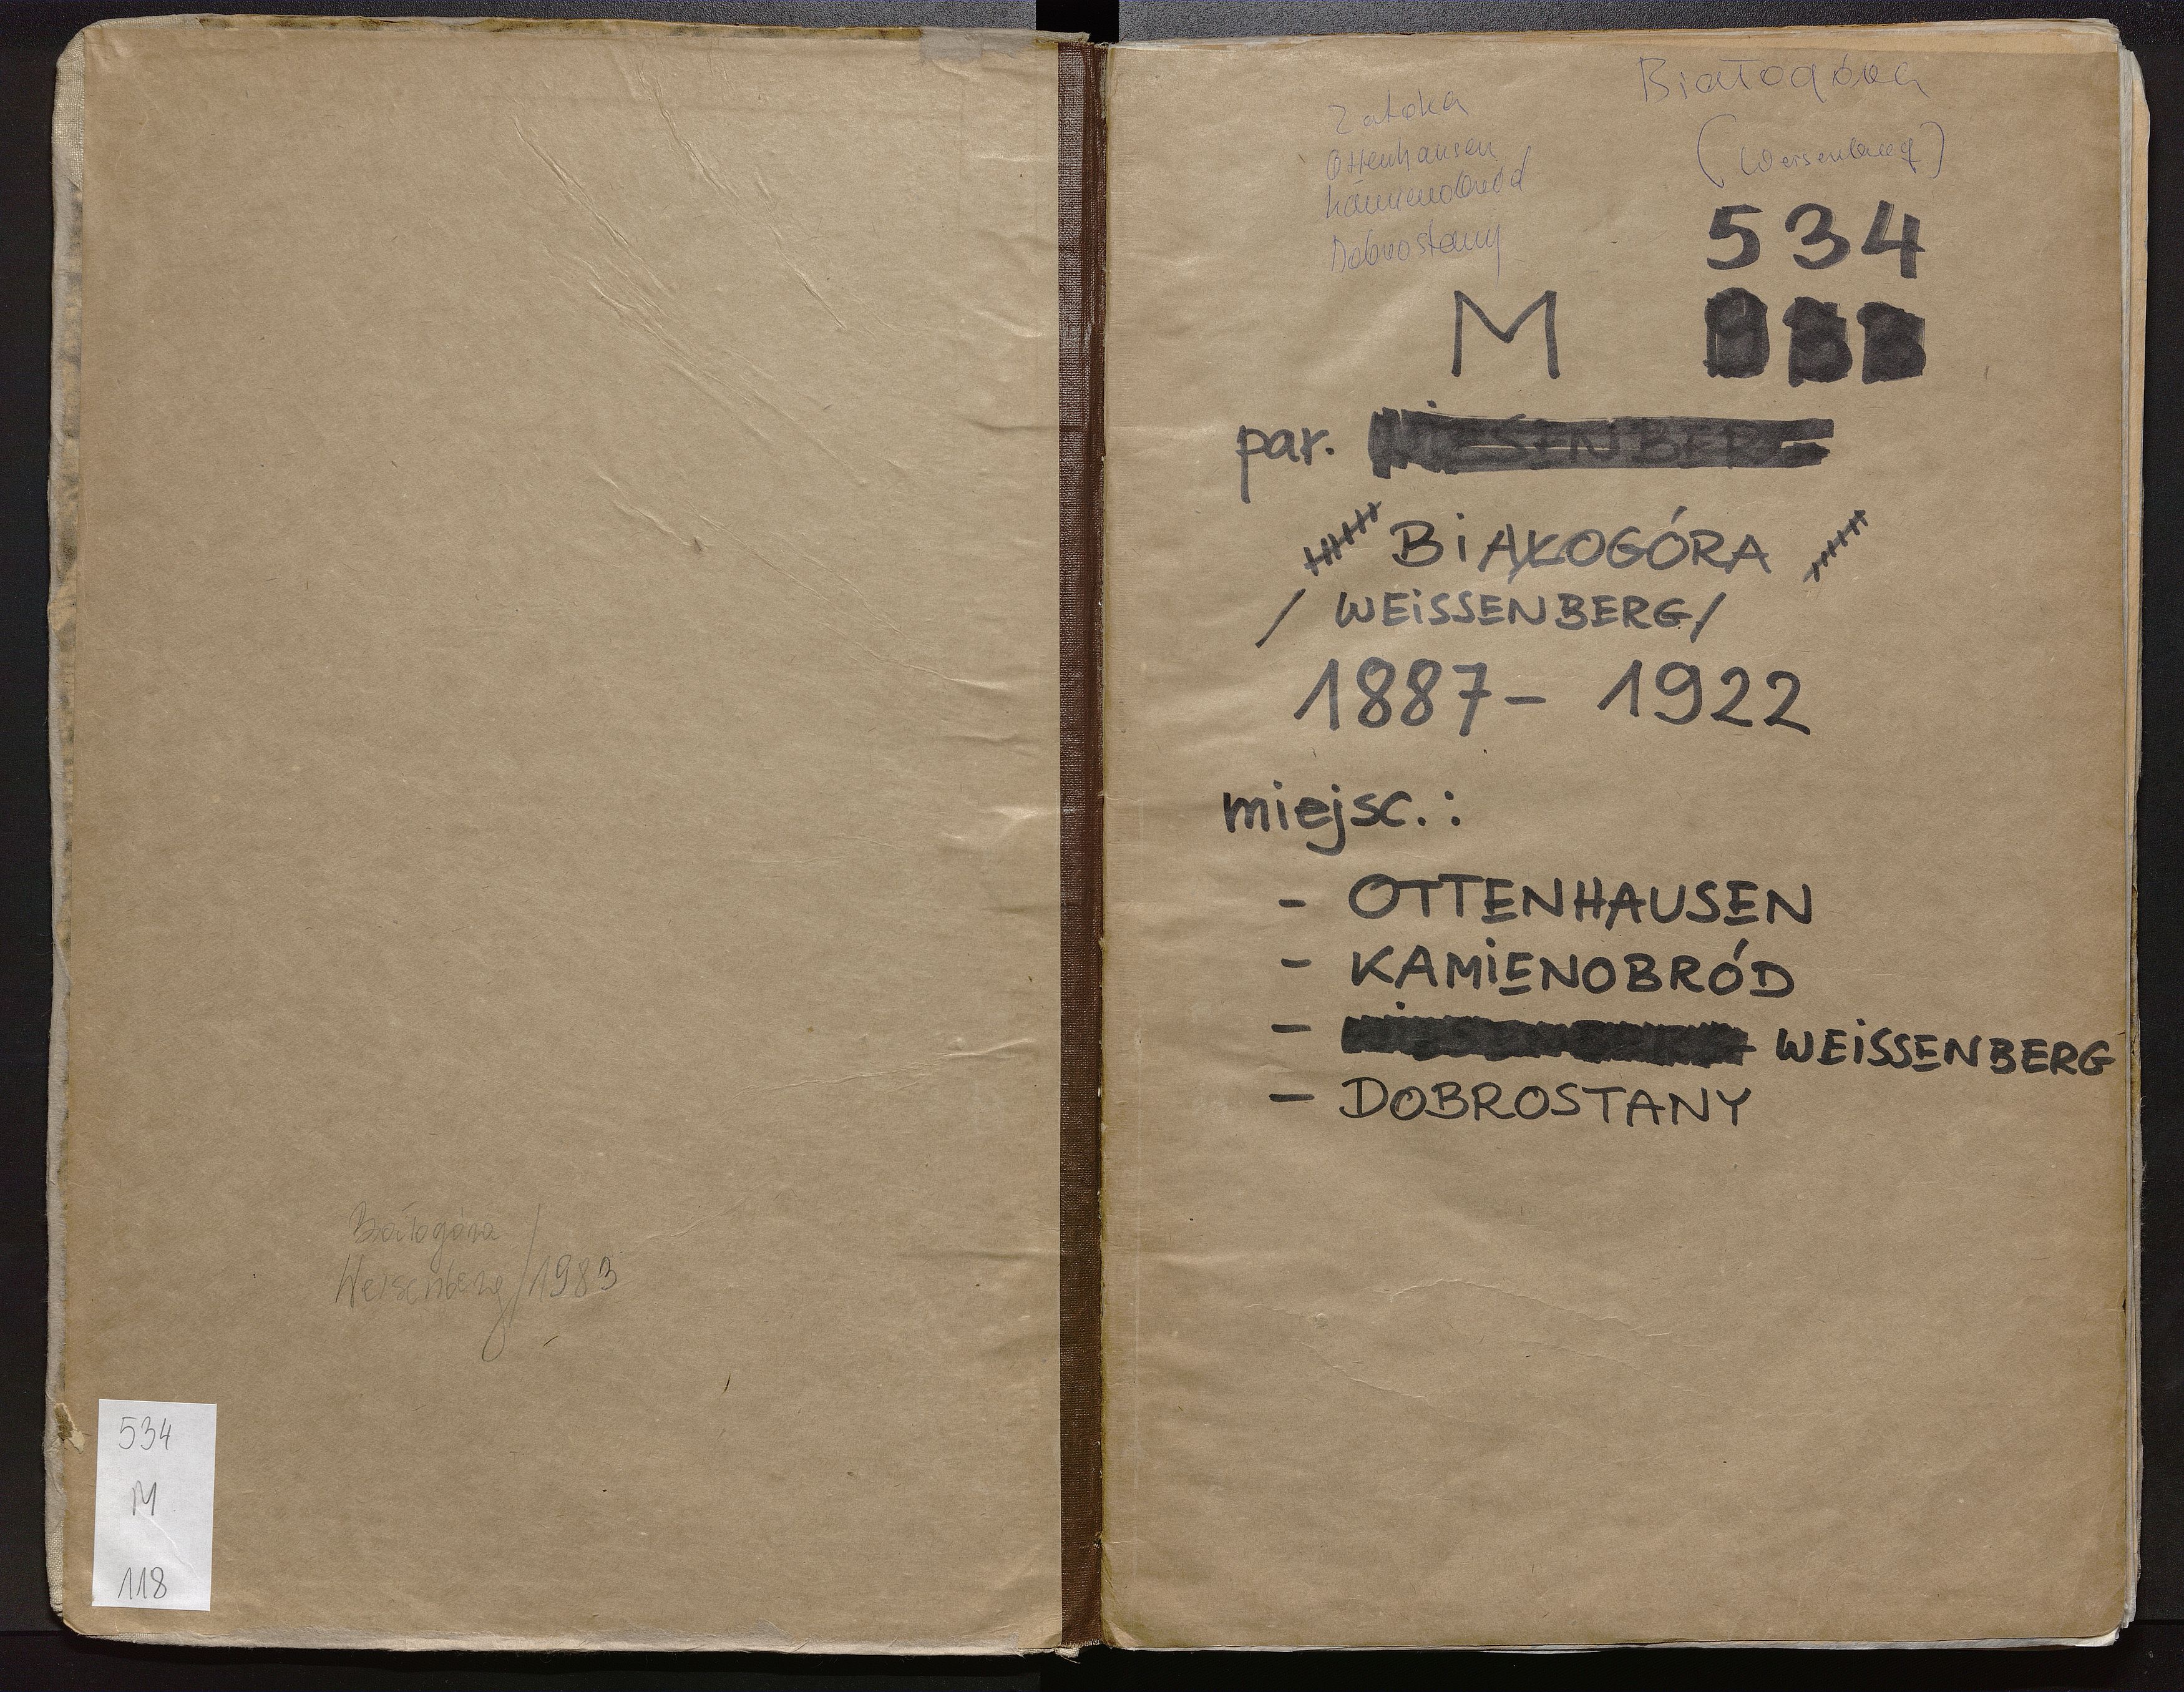 Białogóra
Weisenberg/1983
534
M
118
Białogóra
(Weissenberg)
Zatoka
Ottenhausen
Kamienobród
Dobrostany
534
M
par.
BIAŁOGÓRA
/ WEiSSENBERG/
1887- 1922
miejsc.:
- OTTENHAUSEN
- KAMiENOBRÓD
- WEiSSENBERG
- DOBROSTANY